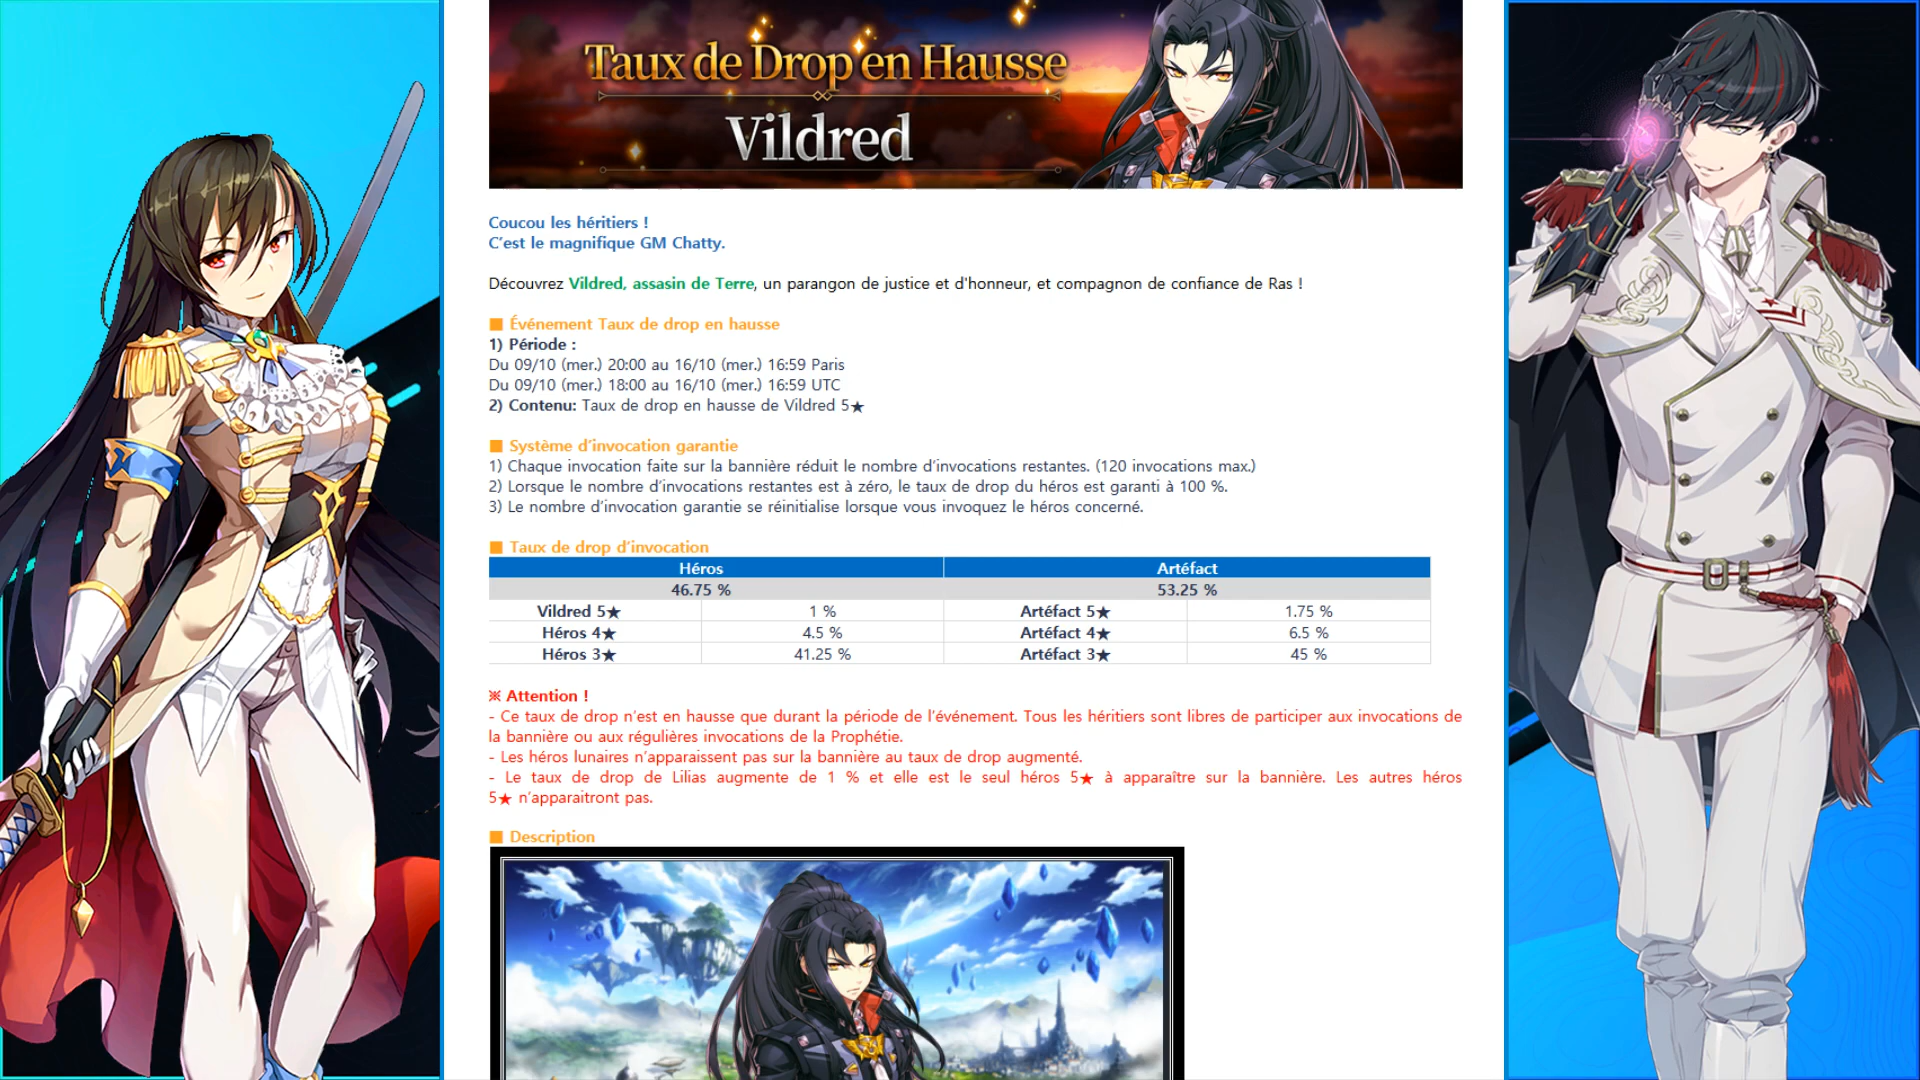 Taux de Drop en Hausse
Vildred
Coucou les héritiers !
C’est le magnifique GM Chatty.
Découvrez Vildred, assasin de Terre, un parangon de justice et d'honneur, et compagnon de confiance de Ras !
■ Événement Taux de drop en hausse
1) Période :
Du 09/10 (mer.) 20:00 au 16/10 (mer.) 16:59 Paris
Du 09/10 (mer.) 18:00 au 16/10 (mer.) 16:59 UTC
2) Contenu: Taux de drop en hausse de Vildred 5★
■ Système d’invocation garantie
1) Chaque invocation faite sur la bannière réduit le nombre d’invocations restantes. (120 invocations max.)
2) Lorsque le nombre d’invocations restantes est à zéro, le taux de drop du héros est garanti à 100 %.
3) Le nombre d’invocation garantie se réinitialise lorsque vous invoquez le héros concerné.
■ Taux de drop d’invocation
Héros Artéfact
46.75 % 53.25 %
Vildred 5★ 1 % Artéfact 5★ 1.75 %
Héros 4★ 4.5 % Artéfact 4★ 6.5 %
Héros 3★ 41.25 % Artéfact 3★ 45 %
※ Attention !
- Ce taux de drop n’est en hausse que durant la période de l’événement. Tous les héritiers sont libres de participer aux invocations de
la bannière ou aux régulières invocations de la Prophétie.
- Les héros lunaires n’apparaissent pas sur la bannière au taux de drop augmenté.
- Le taux de drop de Lilias augmente de 1 % et elle est le seul héros 5★ à apparaître sur la bannière. Les autres héros
5★ n’apparaitront pas.
■ Description